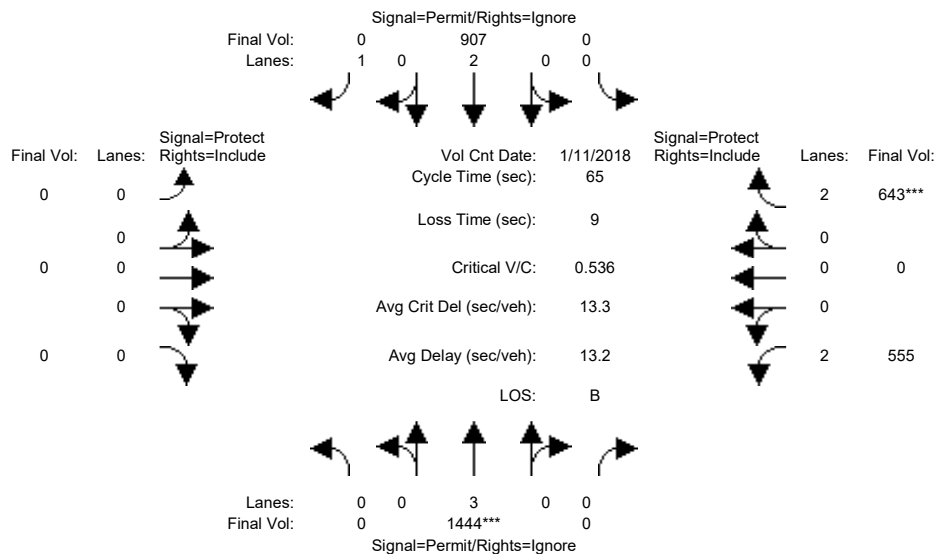 Signal=Permit/Rights=Ignore
Final Vol: 0 907 0
Lanes: 1 0 2 0 0
Signal=Protect Signal=Protect
Final Vol: Lanes: Rights=Include Vol Cnt Date: 1/11/2018 Rights=Include Lanes: Final Vol:
Cycle Time (sec): 65
0 0 2 643***
Loss Time (sec): 9
0 0
0 0 Critical V/C: 0.536 0 0
0 Avg Crit Del (sec/veh): 13.3 0
0 0 Avg Delay (sec/veh): 13.2 2 555
LOS: B
Lanes: 0 0 3 0 0
Final Vol: 0 1444*** 0
Signal=Permit/Rights=Ignore